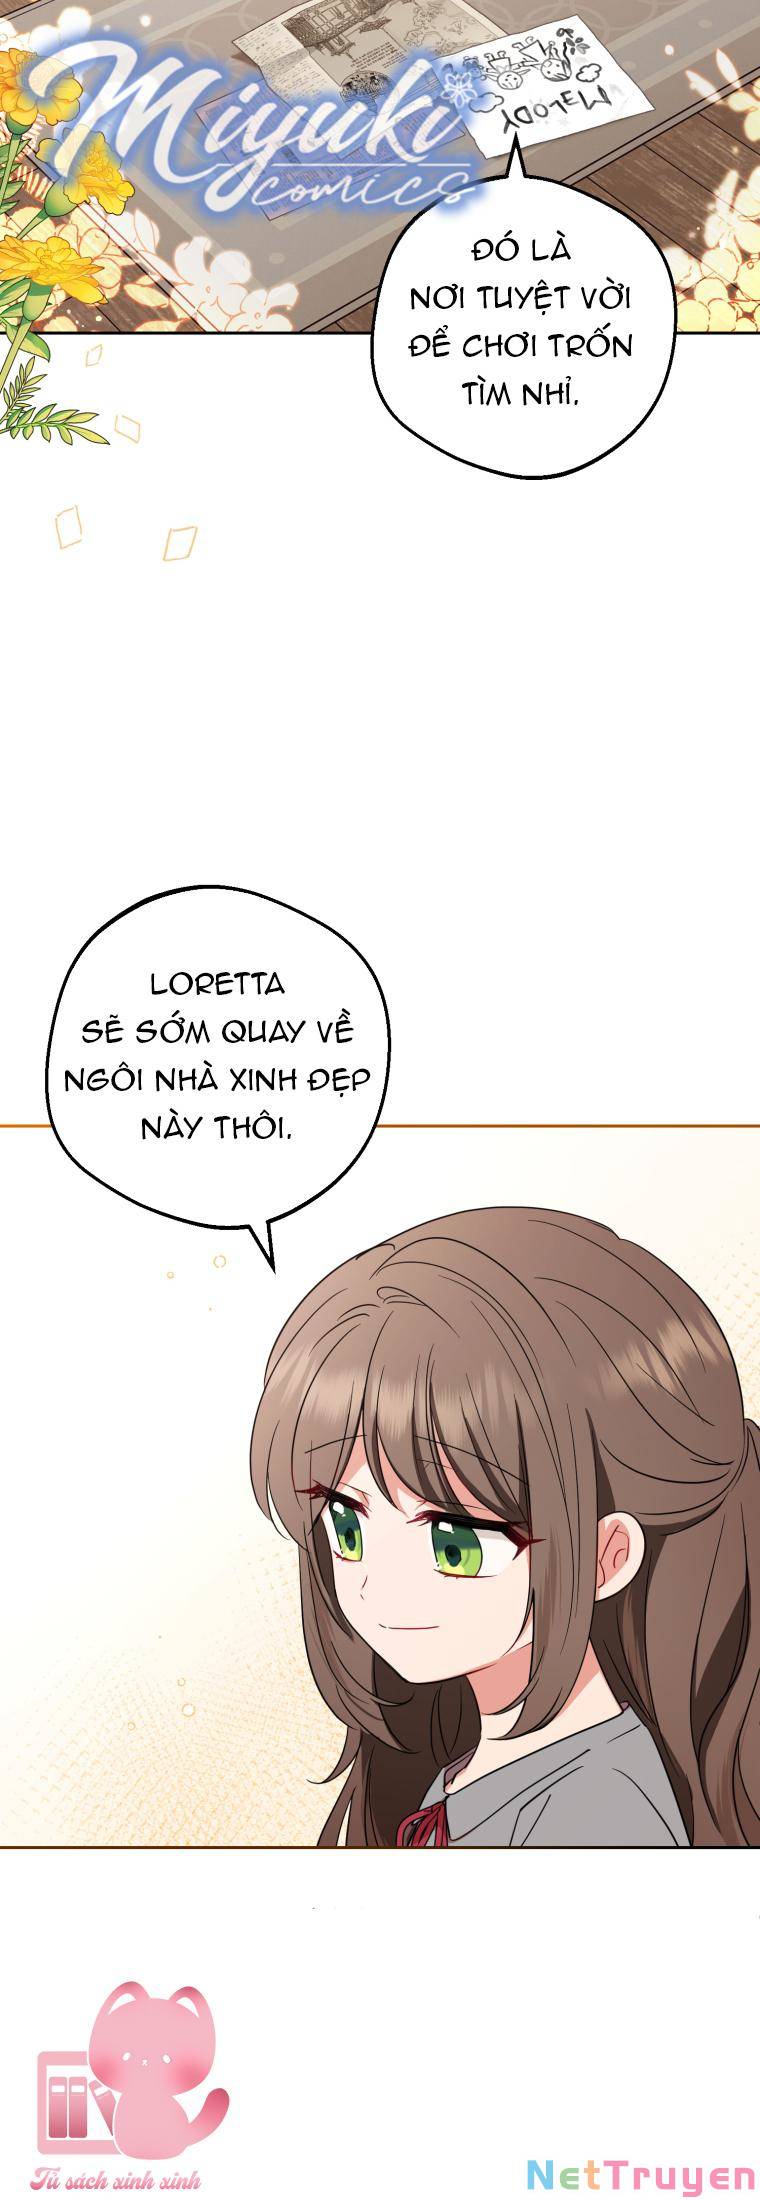 Miyuki
comics
MELODY
ĐÓ LÀ
NƠI TUYỆT VỜI
ĐỂ CHƠI TRỐN
TÌM NHỈ.
LORETTA
SẼ SỚM QUAY VỀ
NGÔI NHÀ XINH ĐẸP
NÀY THÔI.
Tủ sách xinh xinh
NetTruyen